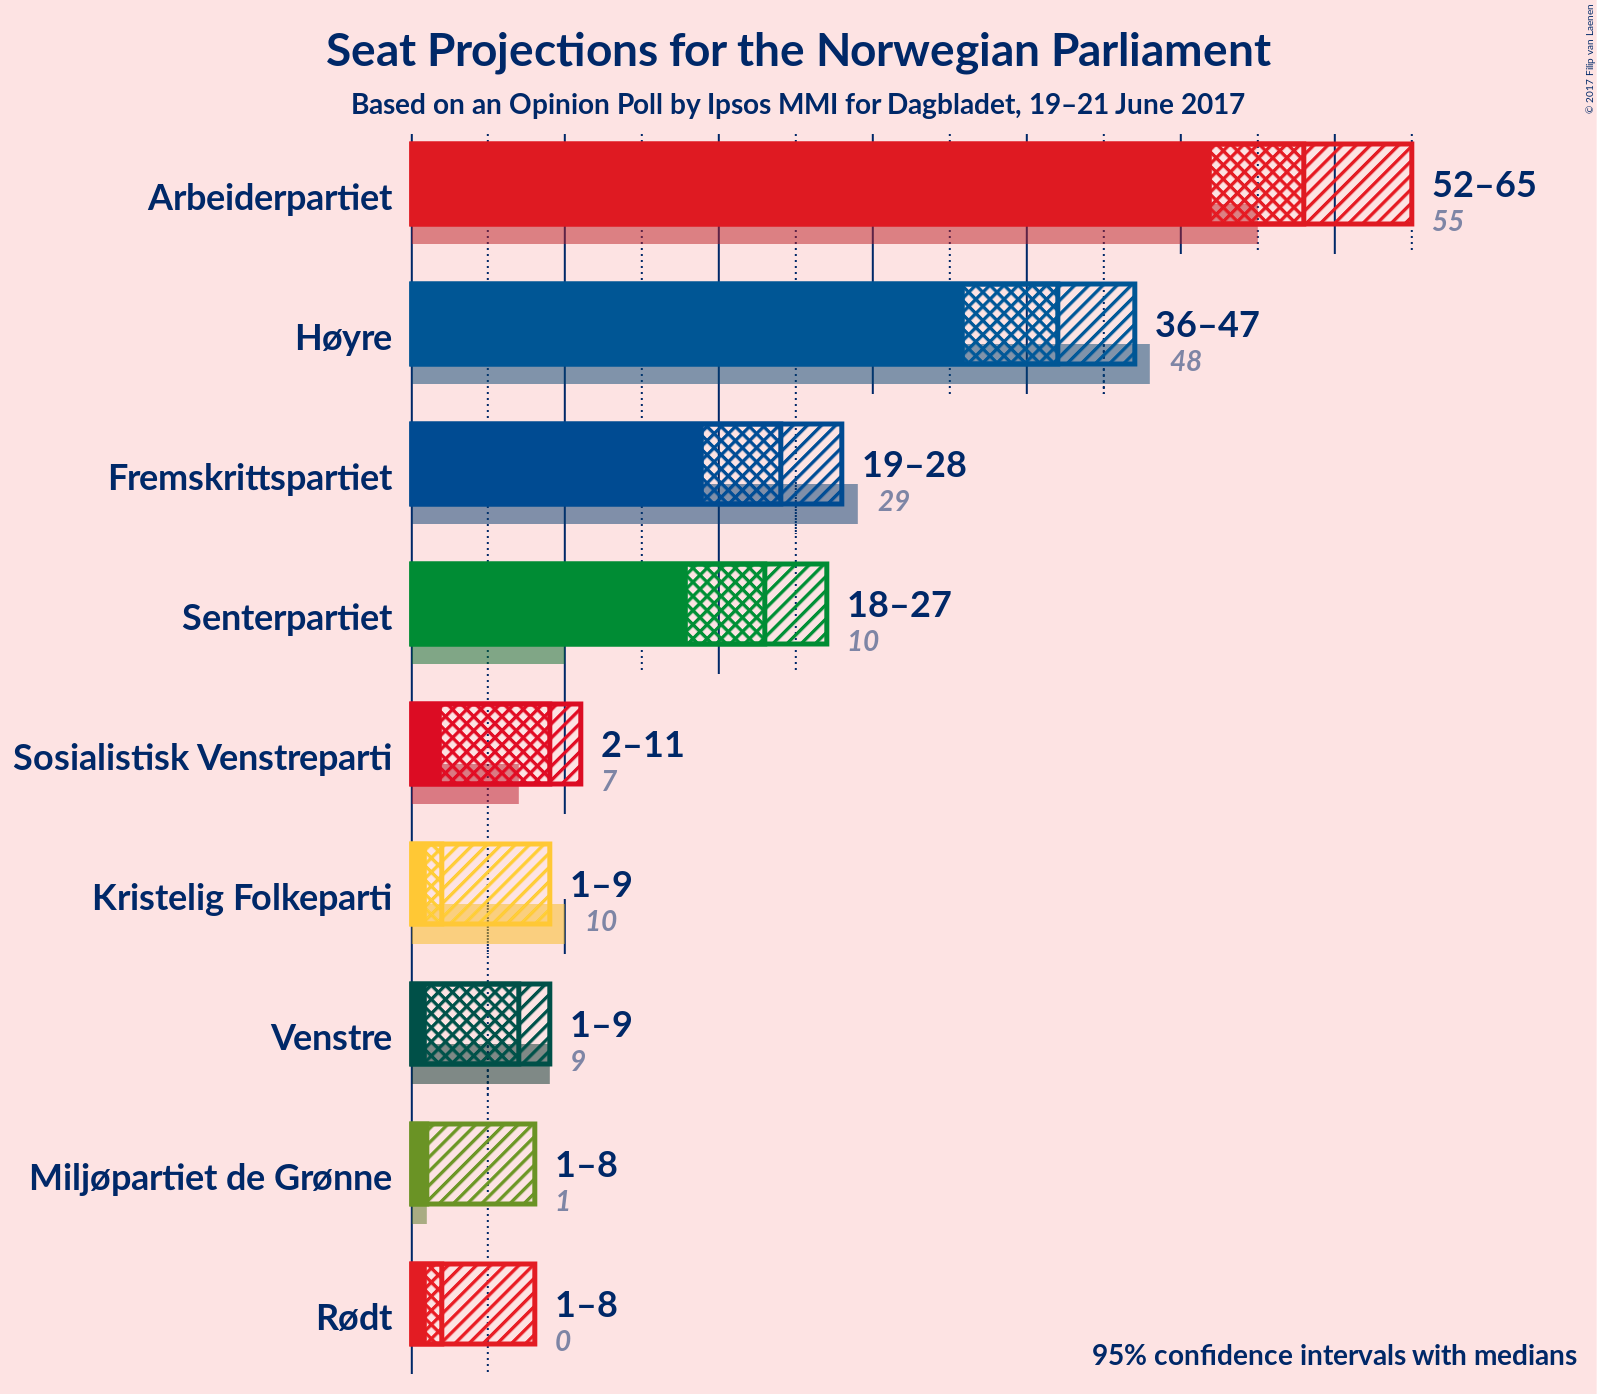 Seat Projections for the Norwegian Parliament
Based on an Opinion Poll by Ipsos MMI for Dagbladet, 19–21 June 2017
© 2017 Filip van Laenen
Arbeiderpartiet
52–65
55
Høyre
36–47
48
Fremskrittspartiet
19–28
29
Senterpartiet
18–27
10
Sosialistisk Venstreparti
2–11
7
Kristelig Folkeparti
1–9
10
Venstre
1–9
9
Miljøpartiet de Grønne
1–8
1
Rødt
1–8
0
95% confidence intervals with medians